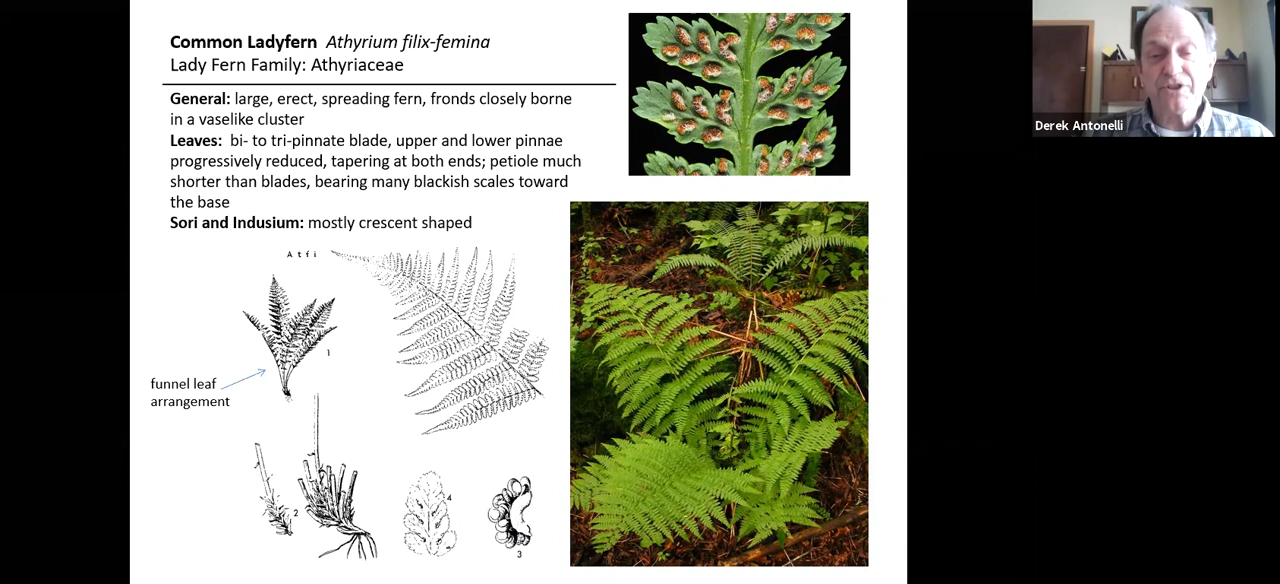 Common Ladyfern Athyrium filix-femina
Lady Fern Family: Athyriaceae
General: large, erect, spreading fern, fronds closely borne
in a vaselike cluster
Leaves: bi- to tri-pinnate blade, upper and lower pinnae
progressively reduced, tapering at both ends; petiole much
shorter than blades, bearing many blackish scales toward
the base
Sori and Indusium: mostly crescent shaped
Atfi
1
funnel leaf
arrangement
2
4
3
Derek Antonelli